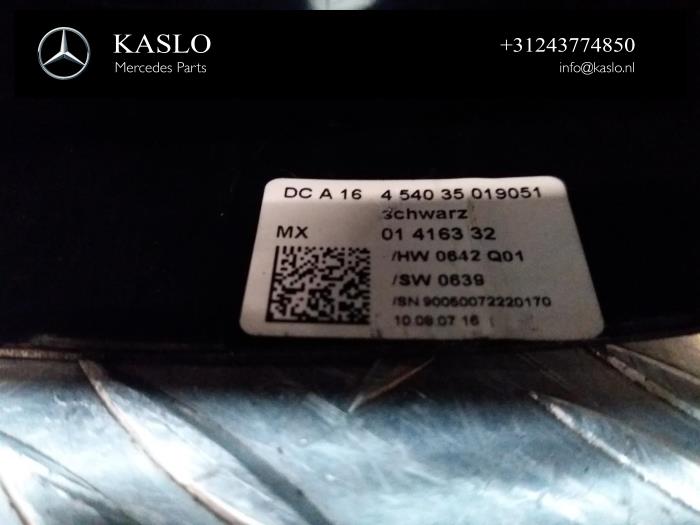 KASLO
Mercedes Parts
+31243774850
info@kaslo.nl
DC A 16 4 540 35 019051
schwarz
MX 01 4163 32
/HW 0642 Q01
/SW 0639
/SN 90060072220170
10.08.07 16